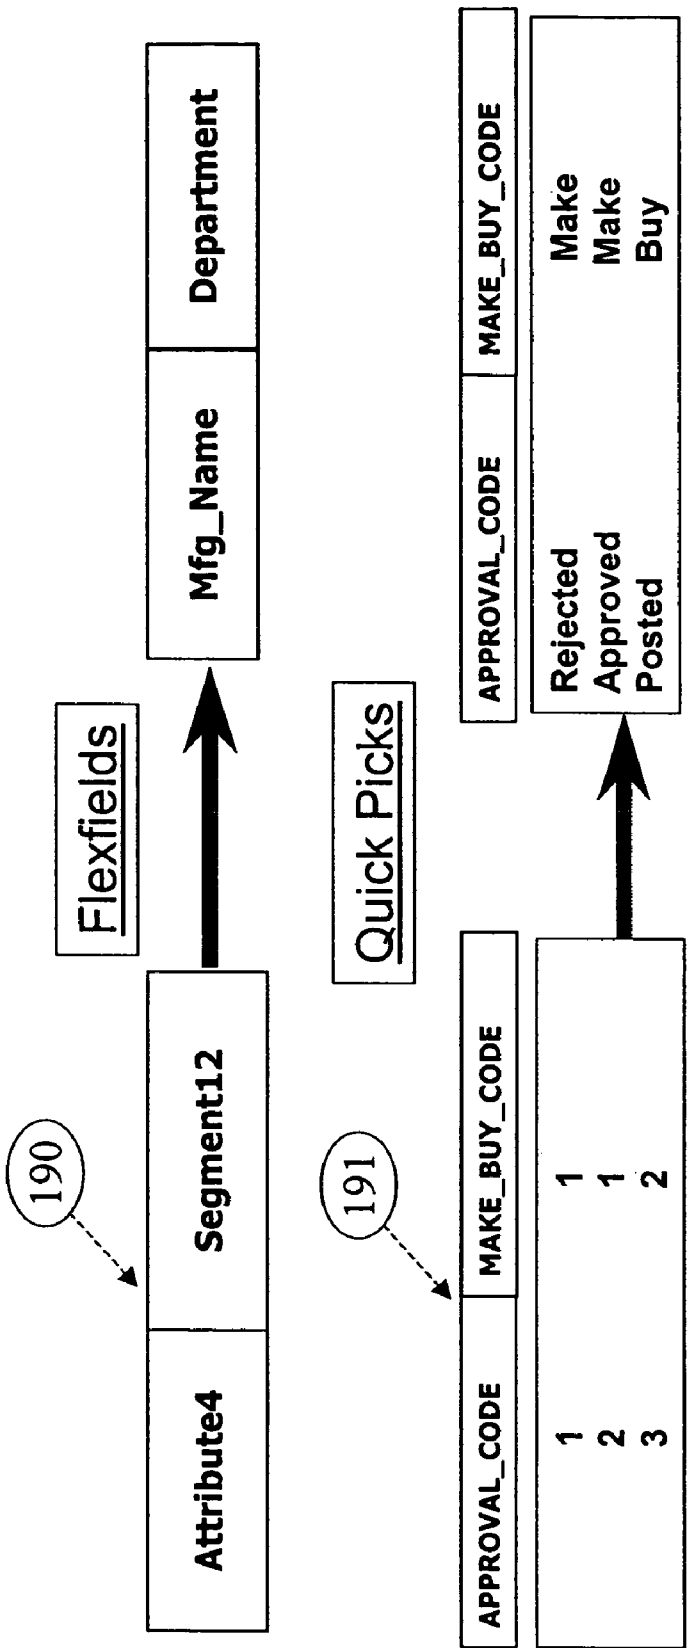 190
Flexfields
Attribute4 Segment12 Mfg_Name Department
191
Quick Picks
APPROVAL_CODE MAKE_BUY_CODE APPROVAL_CODE MAKE_BUY_CODE
1 1 Rejected Make
2 1 Approved Make
3 2 Posted Buy